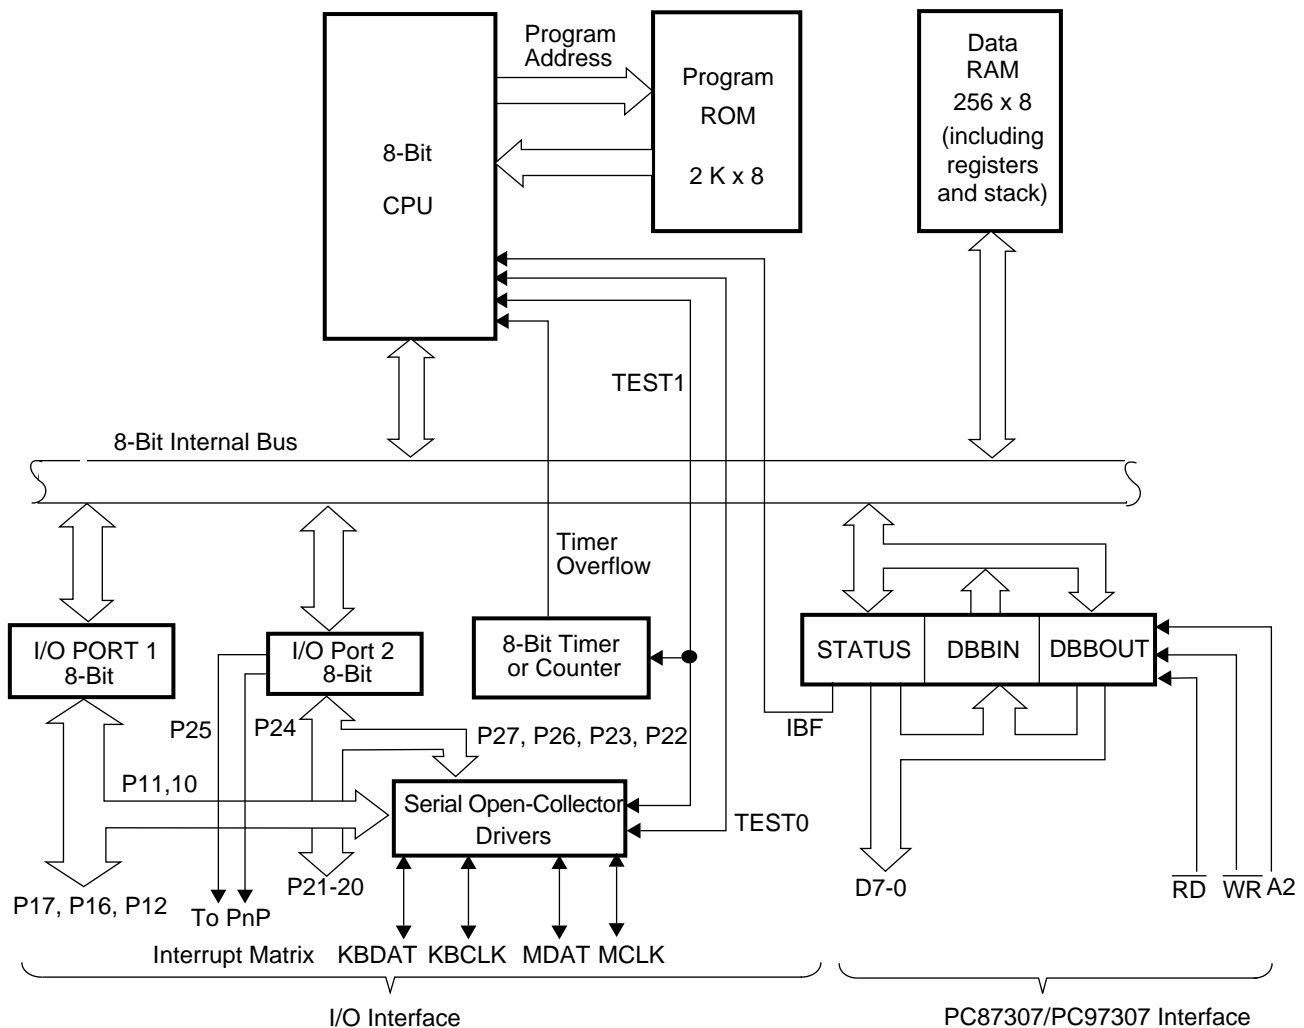 Program
Address
8-Bit
CPU
Program
ROM
2 K x 8
Data
RAM
256 x 8
(including
registers
and stack)
TEST1
8-Bit Internal Bus
Timer
Overflow
I/O PORT 1
8-Bit
I/O Port 2
8-Bit
8-Bit Timer
or Counter
STATUS
DBBIN
DBBOUT
P25
P24
P27, P26, P23, P22
IBF
P11,10
Serial Open-Collector
Drivers
TEST0
P17, P16, P12
To PnP
Interrupt Matrix
P21-20
KBDAT
KBCLK
MDAT
MCLK
D7-0
RD
WR
A2
I/O Interface
PC87307/PC97307 Interface